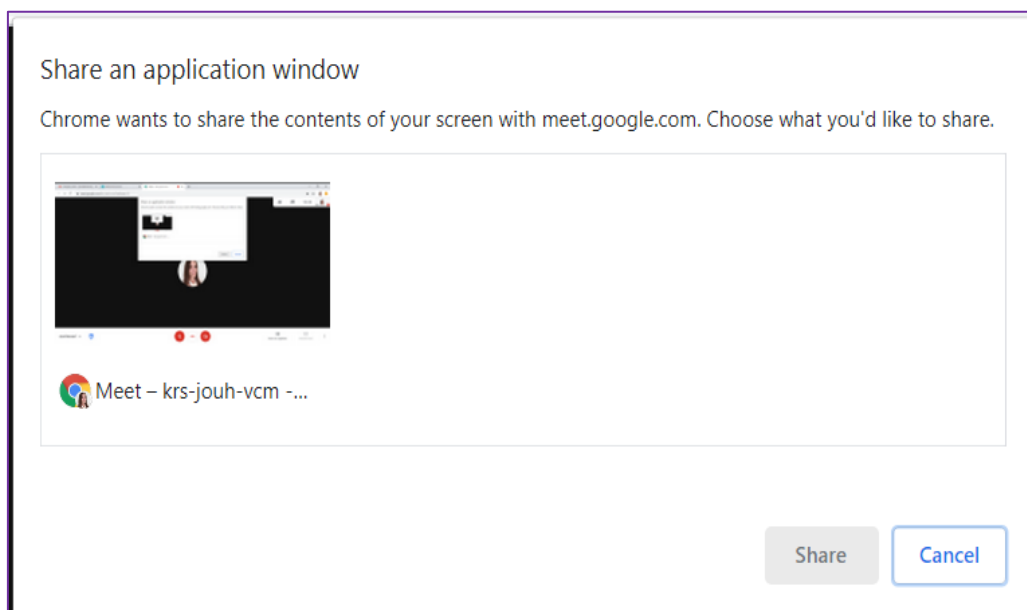 Share an application window
Chrome wants to share the contents of your screen with meet.google.com. Choose what you'd like to share.
Meet – krs-jouh-vcm -...
Share
Cancel